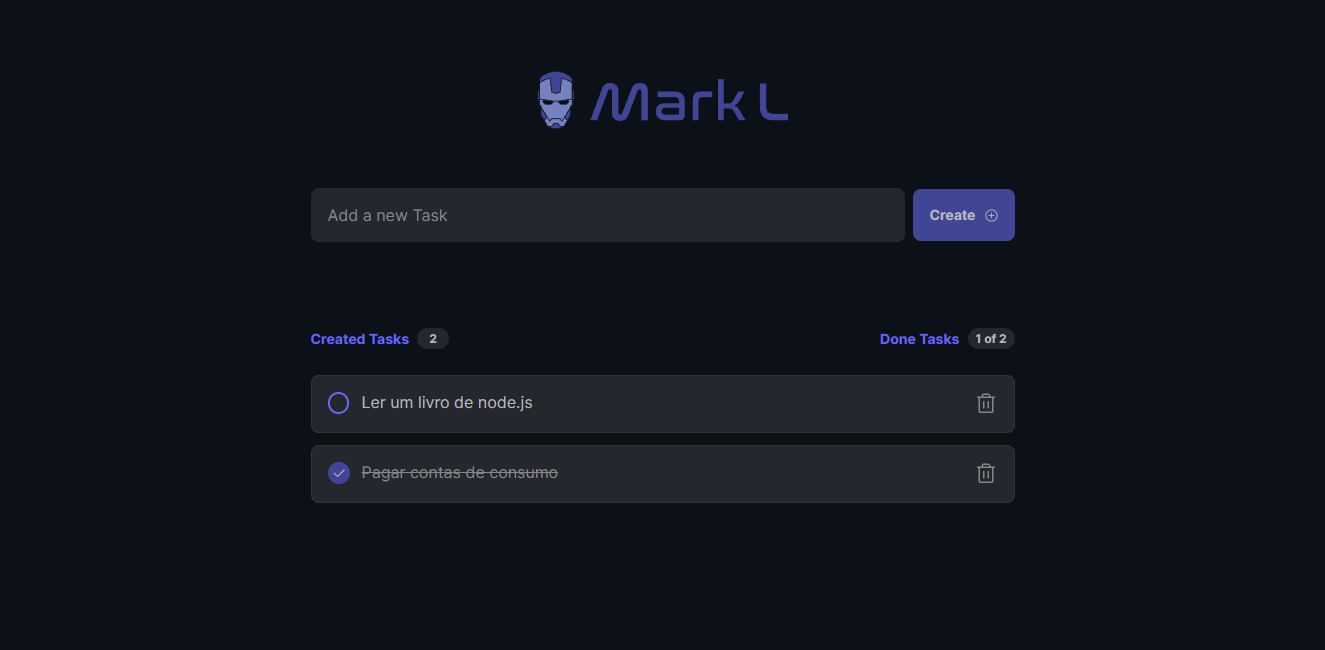 Mark L
Add a new Task
Create
Created Tasks 2
Done Tasks 1 of 2
Ler um livro de node.js
Pagar contas de consumo